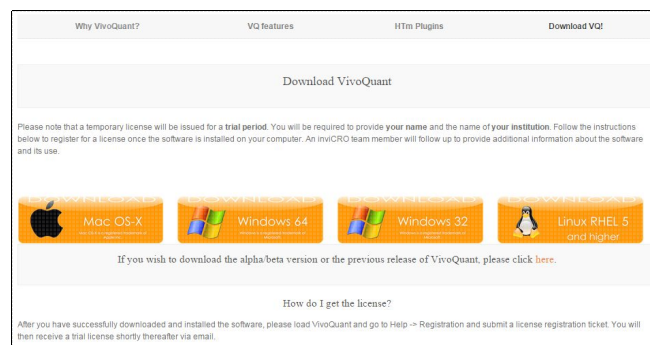 Why VivoQuant?
VQ features
HTm Plugins
Download VQ!
Download VivoQuant
Please note that a temporary license will be issued for a trial period. You will be required to provide your name and the name of your institution. Follow the instructions
below to register for a license once the software is installed on your computer. An inviCRO team member will follow up to provide additional information about the software
and its use.
DOWNLOAD
Mac OS-X
DOWNLOAD
Windows 64
DOWNLOAD
Windows 32
DOWNLOAD
Linux RHEL 5
and higher
If you wish to download the alpha/beta version or the previous release of VivoQuant, please click here.
How do I get the license?
After you have successfully downloaded and installed the software, please load VivoQuant and go to Help -> Registration and submit a license registration ticket. You will
then receive a trial license shortly thereafter via email.